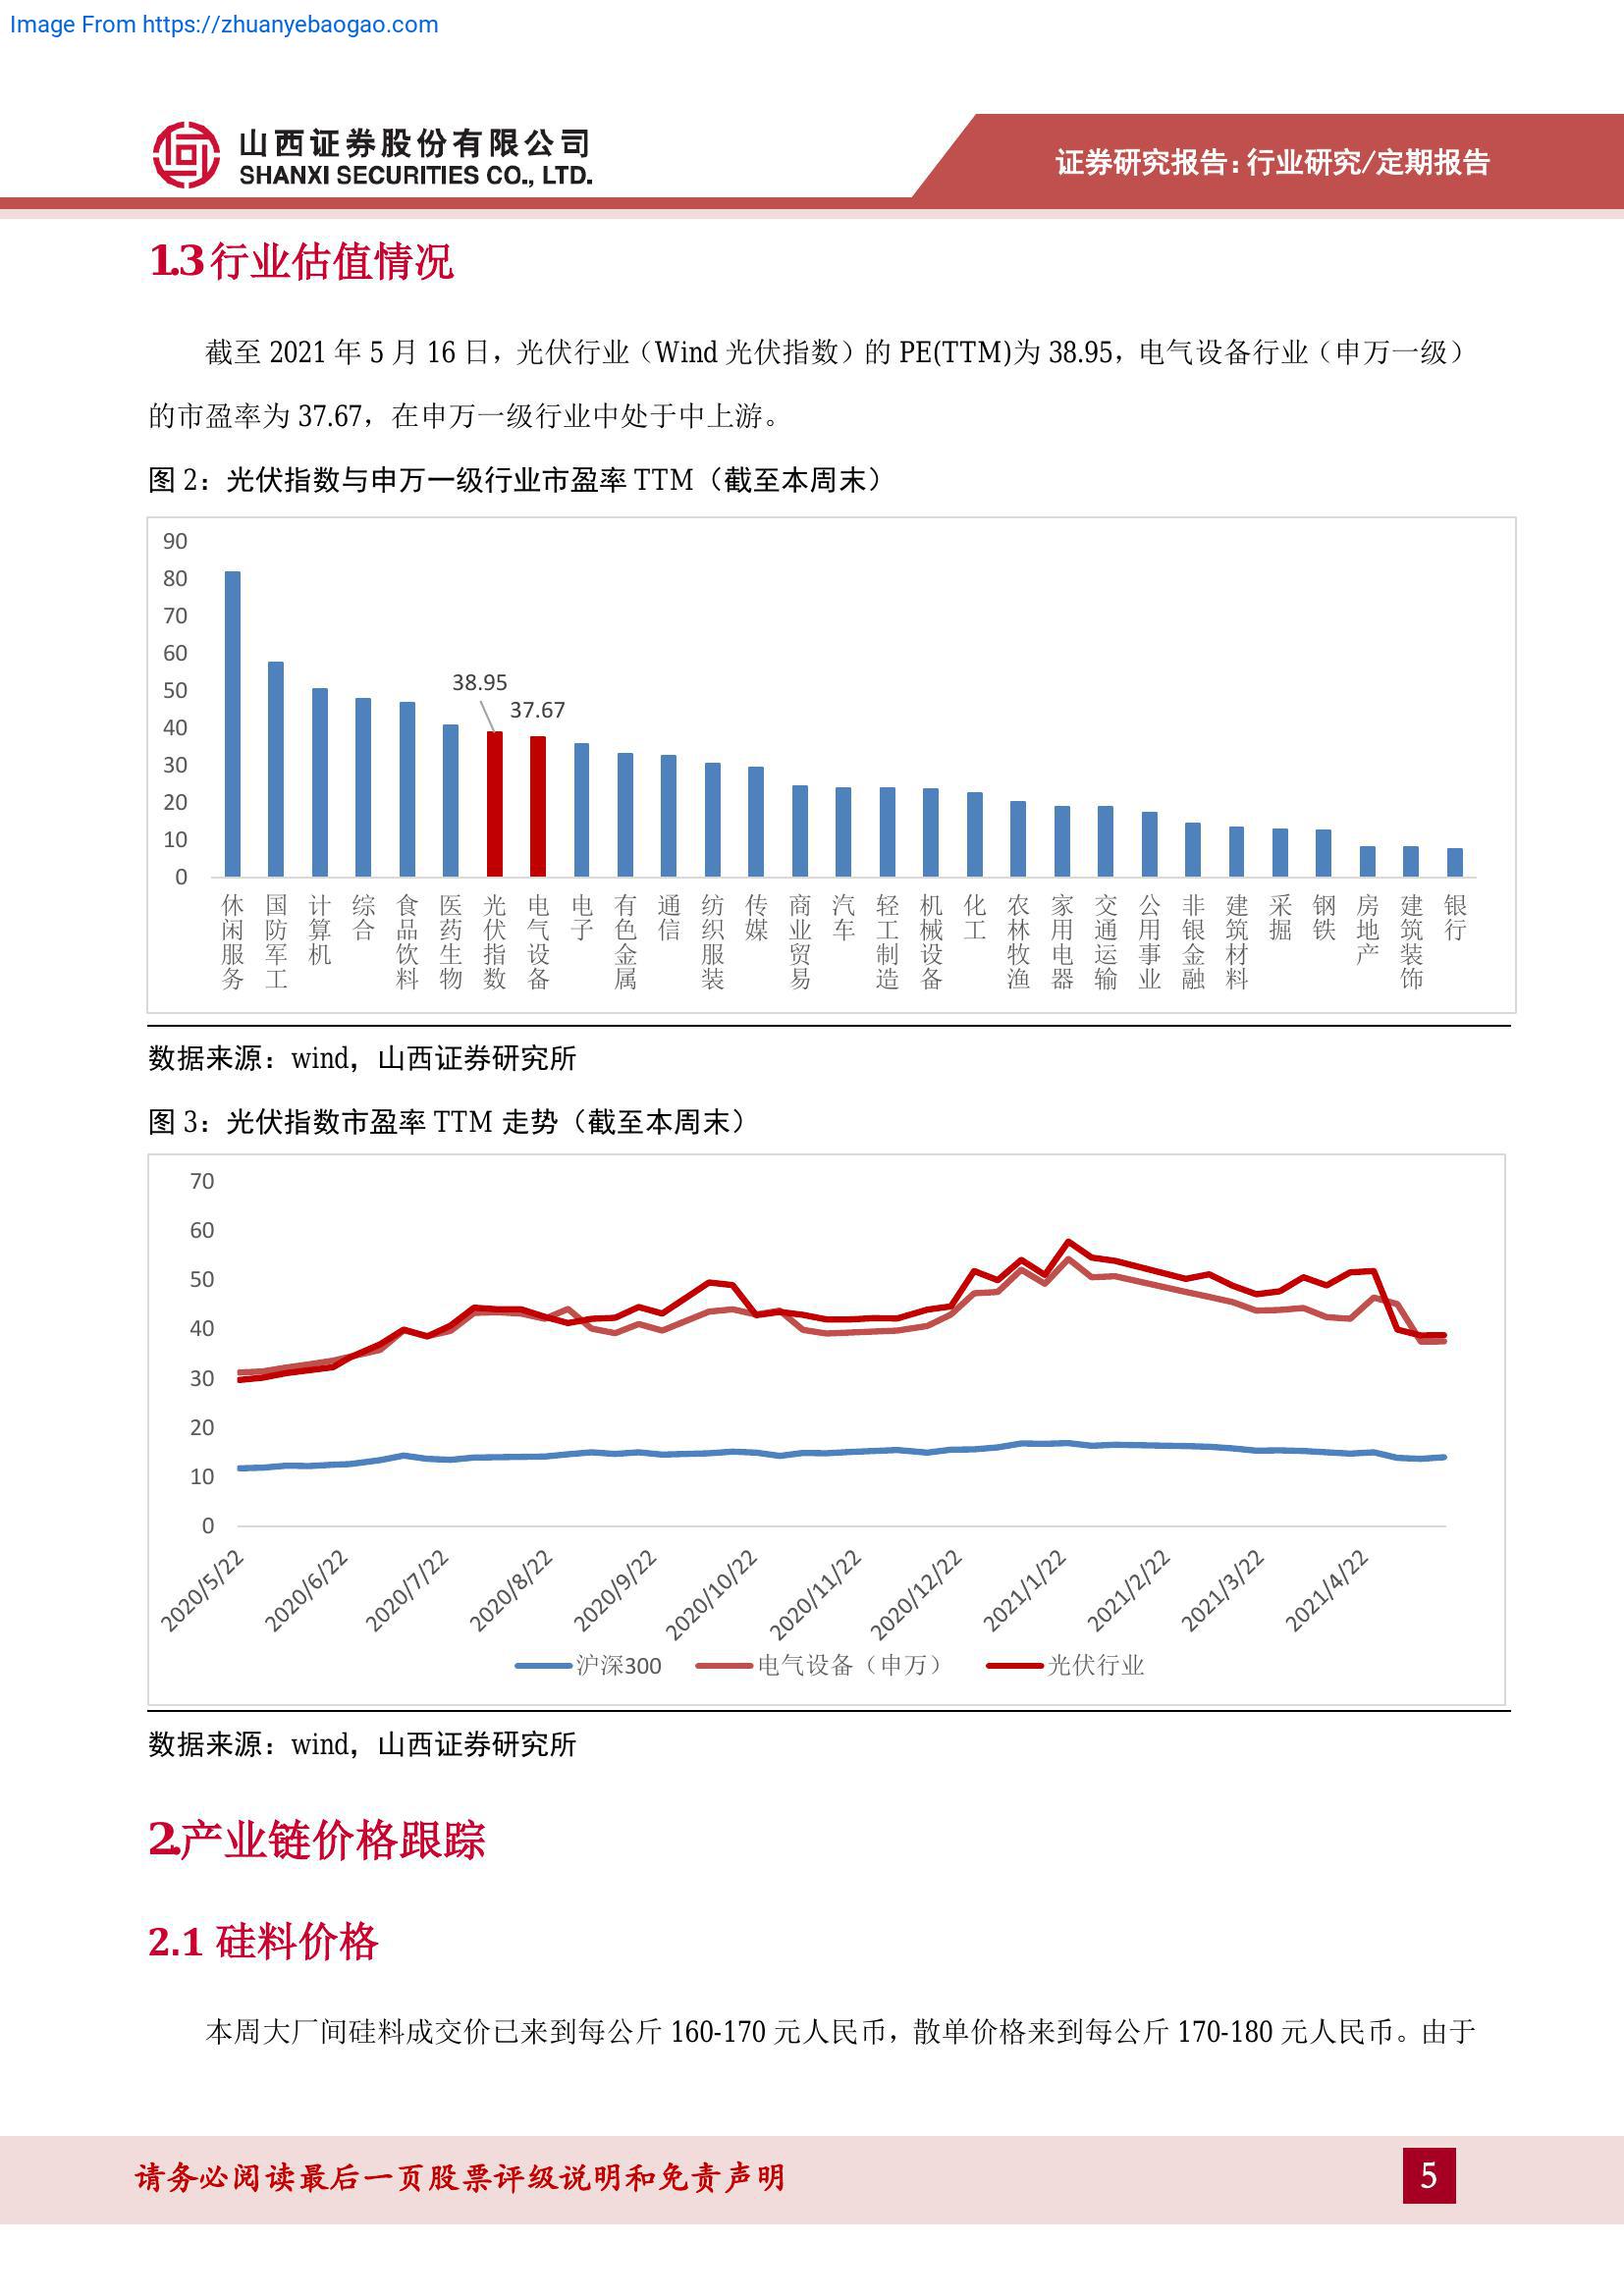 Image From https://zhuanyebaogao.com
山西证券股份有限公司
SHANXI SECURITIES CO., LTD.
证券研究报告：行业研究/定期报告
1.3 行业估值情况
截至 2021 年 5 月 16 日，光伏行业（Wind 光伏指数）的 PE(TTM)为 38.95，电气设备行业（申万一级）
的市盈率为 37.67，在申万一级行业中处于中上游。
图 2：光伏指数与申万一级行业市盈率 TTM（截至本周末）
90
80
70
60
50
40
30
20
10
0
38.95
37.67
休闲服务
国防军工
计算机
综合
食品饮料
医药生物
光伏指数
电气设备
电子
有色金属
通信
纺织服装
传媒
商业贸易
汽车
轻工制造
机械设备
化工
农林牧渔
家用电器
交通运输
公用事业
非银金融
建筑材料
采掘
钢铁
房地产
建筑装饰
银行
数据来源：wind，山西证券研究所
图 3：光伏指数市盈率 TTM 走势（截至本周末）
70
60
50
40
30
20
10
0
2020/5/22
2020/6/22
2020/7/22
2020/8/22
2020/9/22
2020/10/22
2020/11/22
2020/12/22
2021/1/22
2021/2/22
2021/3/22
2021/4/22
沪深300 电气设备（申万） 光伏行业
数据来源：wind，山西证券研究所
2.产业链价格跟踪
2.1 硅料价格
本周大厂间硅料成交价已来到每公斤 160-170 元人民币，散单价格来到每公斤 170-180 元人民币。由于
请务必阅读最后一页股票评级说明和免责声明
5